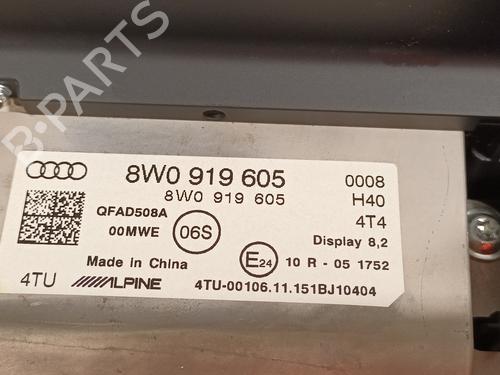 B-PARTS
8W0 919 605
8W0 919 605
0008
H40
4T4
Display 8,2
QFAD508A
00MWE
06S
Made in China
E24
10 R - 05 1752
4TU
ALPINE
4TU-00106.11.151BJ10404